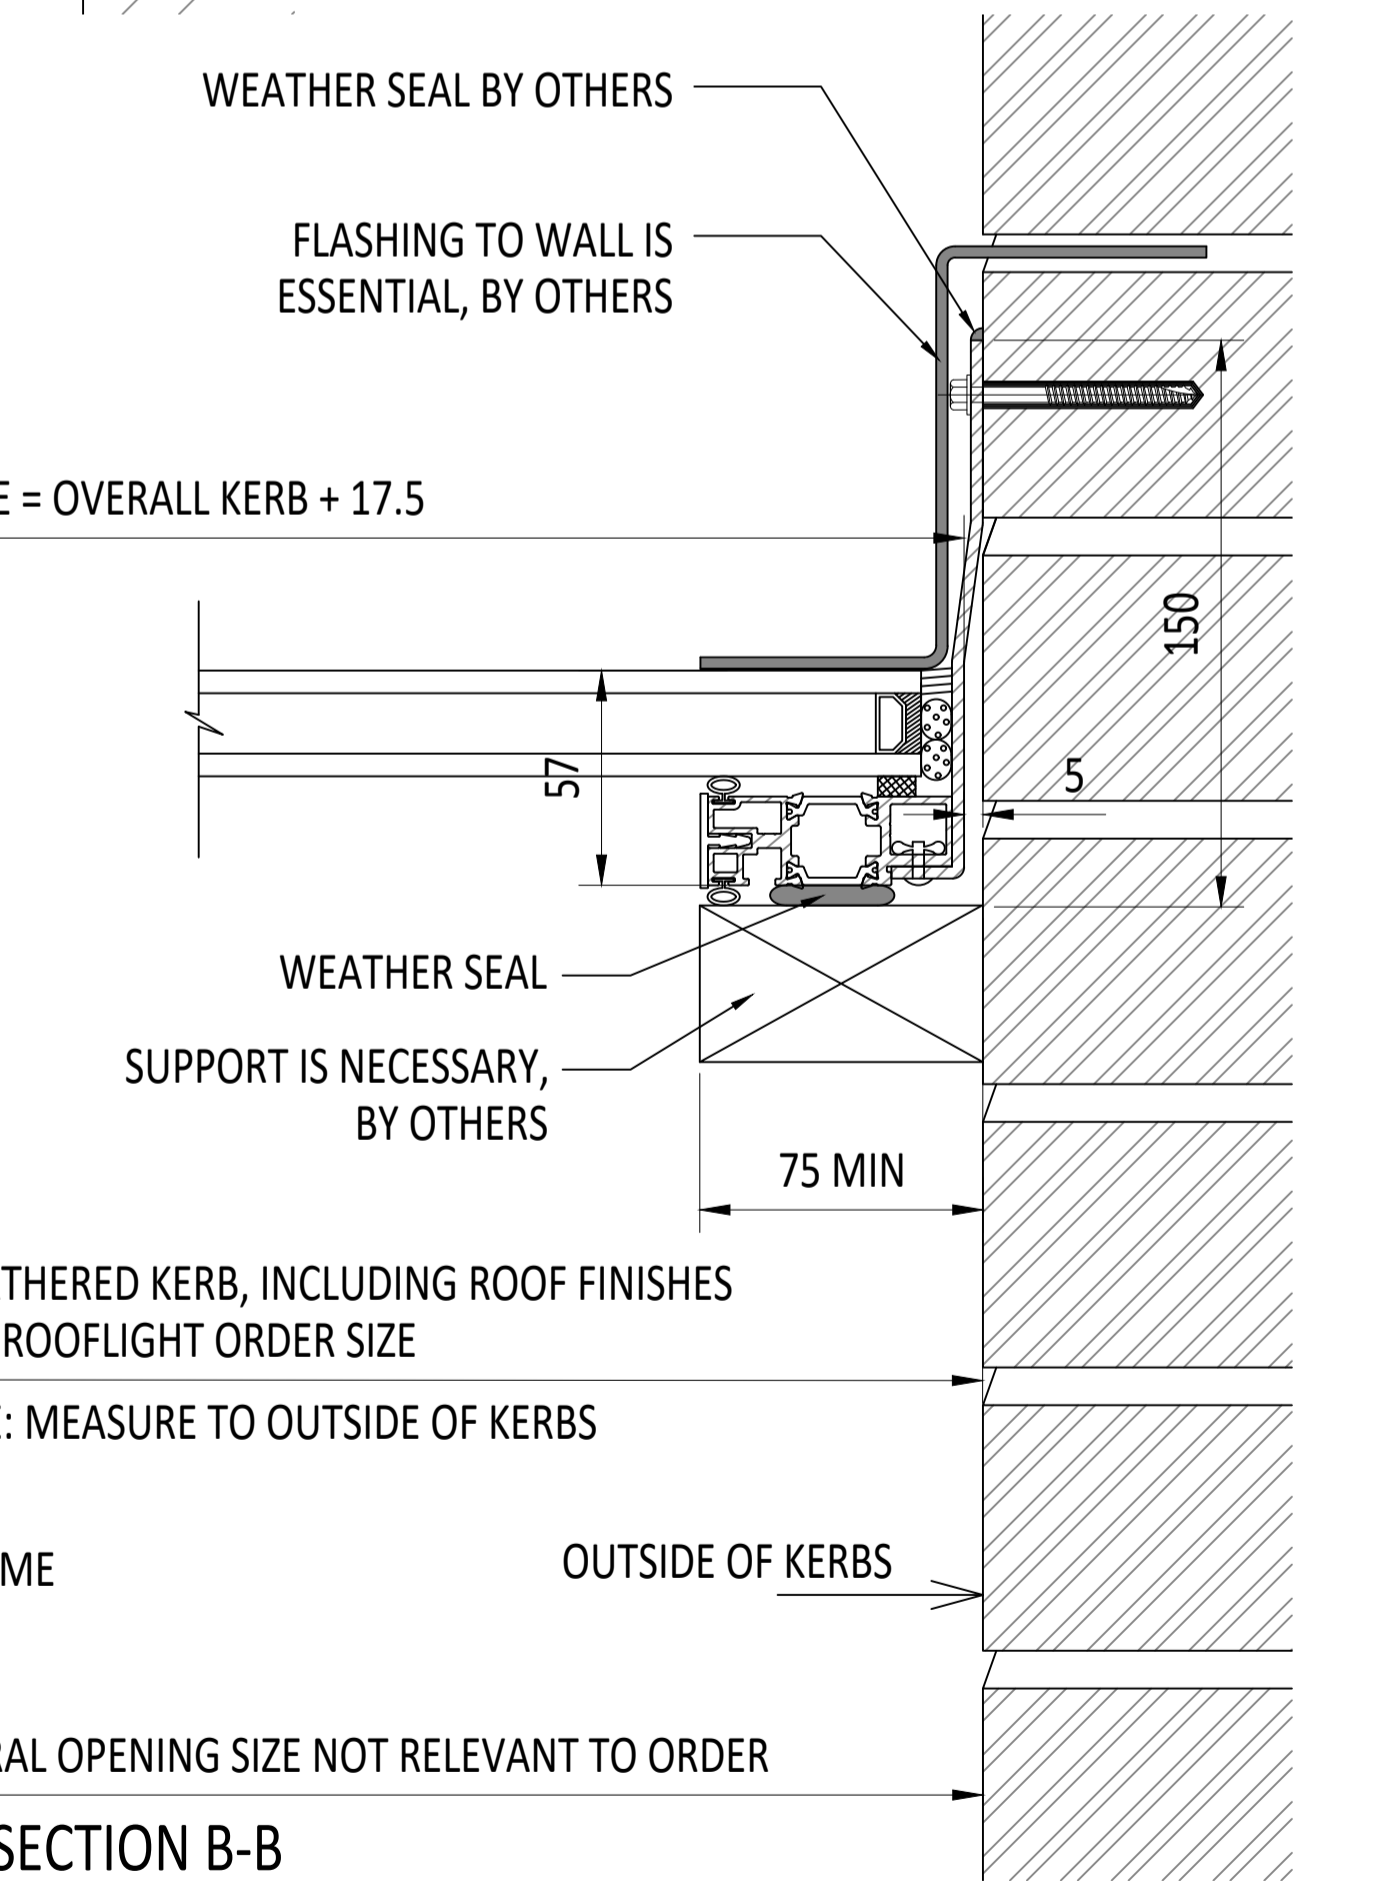 WEATHER SEAL BY OTHERS
FLASHING TO WALL IS
ESSENTIAL, BY OTHERS
E = OVERALL KERB + 17.5
150
57
5
WEATHER SEAL
SUPPORT IS NECESSARY,
BY OTHERS
75 MIN
THERED KERB, INCLUDING ROOF FINISHES
ROOFLIGHT ORDER SIZE
: MEASURE TO OUTSIDE OF KERBS
OUTSIDE OF KERBS
ME
RAL OPENING SIZE NOT RELEVANT TO ORDER
SECTION B-B